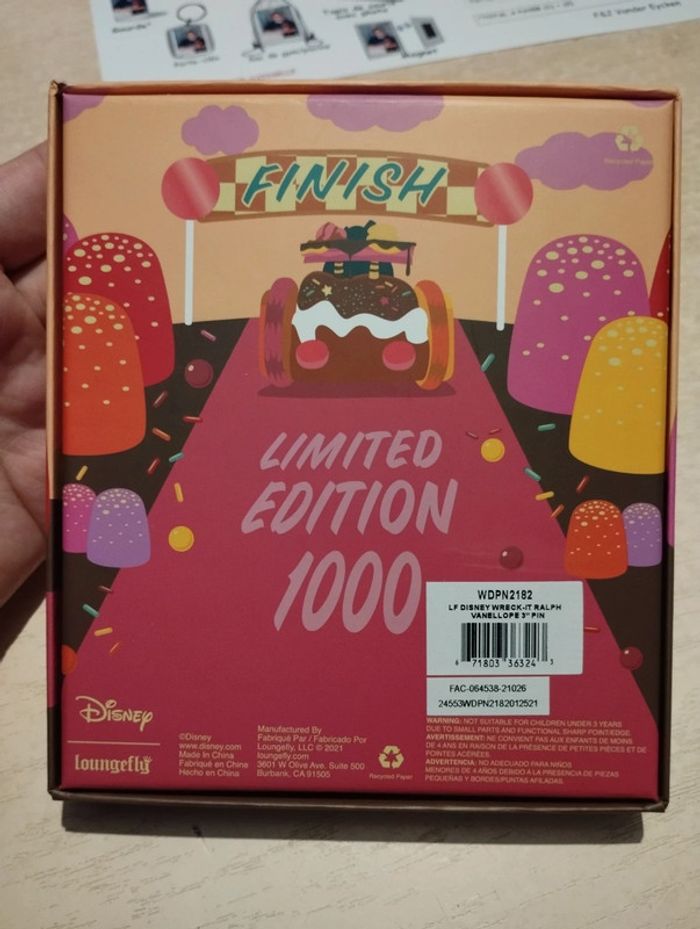 P&Z Vander Eycken
Magnet
Recycled Paper
FINISH
LIMITED
EDITION
1000
WDPN2182
LF DISNEY WRECK-IT RALPH
VANELLOPE 3" PIN
6 71803 36324 3
FAC-064538-21026
24553WDPN2182012521
Disney
loungefly
©Disney
www.disney.com
Made In China
Fabriqué en Chine
Hecho en China
Manufactured By
Fabriqué Par / Fabricado Por
Loungefly, LLC © 2021
loungefly.com
3601 W Olive Ave. Suite 500
Burbank, CA 91505
Recycled Paper
WARNING: NOT SUITABLE FOR CHILDREN UNDER 3 YEARS
DUE TO SMALL PARTS AND FUNCTIONAL SHARP POINT/EDGE.
AVERTISSEMENT: NE CONVIENT PAS AUX ENFANTS DE MOINS
DE 4 ANS EN RAISON DE LA PRÉSENCE DE PETITES PIÈCES ET DE
POINTES ACÉRÉES.
ADVERTENCIA: NO ADECUADO PARA NIÑOS
MENORES DE 4 AÑOS DEBIDO A LA PRESENCIA DE PIEZAS
PEQUEÑAS Y BORDES/PUNTAS AFILADAS.